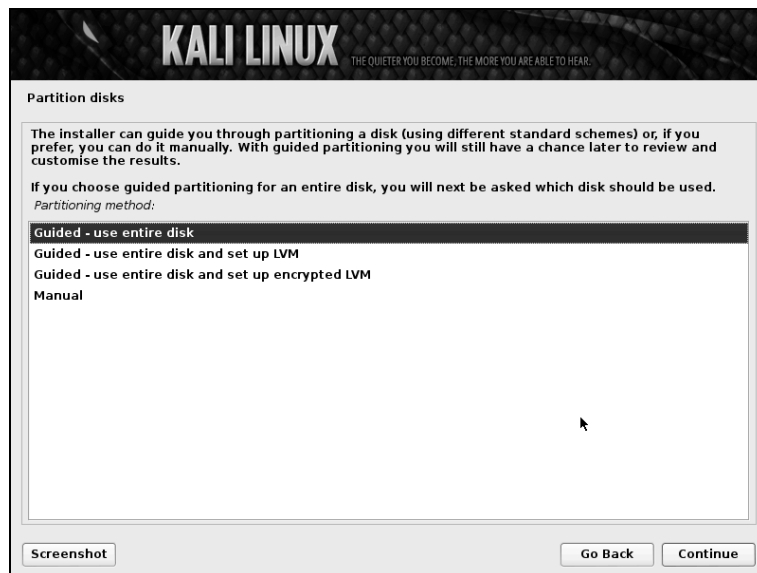 KALI LINUX
THE QUIETER YOU BECOME, THE MORE YOU ARE ABLE TO HEAR.
Partition disks
The installer can guide you through partitioning a disk (using different standard schemes) or, if you
prefer, you can do it manually. With guided partitioning you will still have a chance later to review and
customise the results.
If you choose guided partitioning for an entire disk, you will next be asked which disk should be used.
Partitioning method:
Guided - use entire disk
Guided - use entire disk and set up LVM
Guided - use entire disk and set up encrypted LVM
Manual
Screenshot
Go Back
Continue